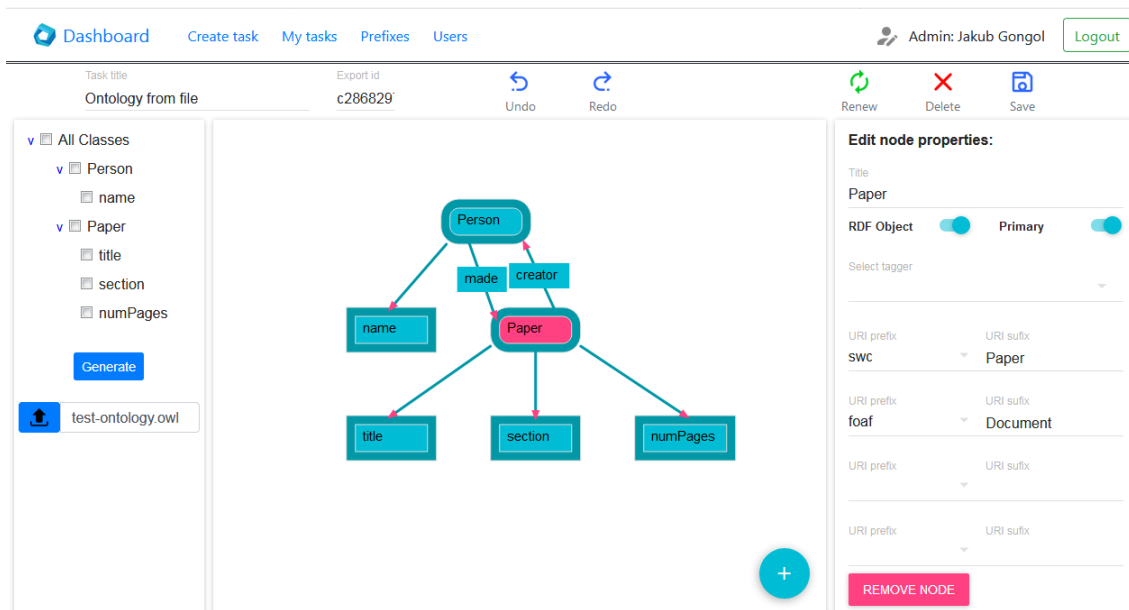 Dashboard Create task My tasks Prefixes Users Admin: Jakub Gongol Logout
Task title Export id
Ontology from file c286829
Undo Redo Renew Delete Save
v All Classes
v Person
name
v Paper
title
section
numPages
Generate
test-ontology.owl
Person
made creator
name Paper
title section numPages
+
Edit node properties:
Title
Paper
RDF Object Primary
Select tagger
URI prefix URI sufix
swc Paper
URI prefix URI sufix
foaf Document
URI prefix URI sufix
URI prefix URI sufix
REMOVE NODE